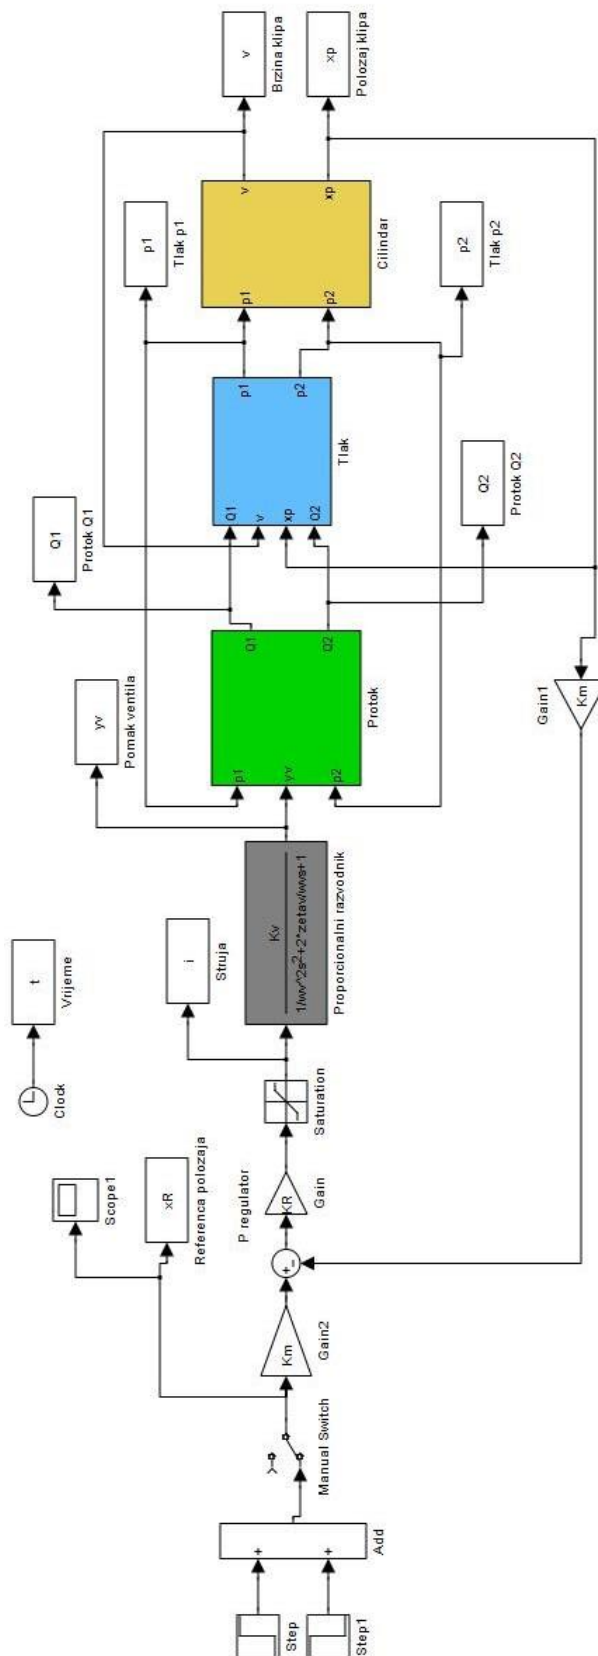 Step
Step1
+
+
Add
Manual Switch
Km
Gain2
Scope1
xR
Referenca polozaja
+
−
P regulator
KR
Gain
Saturation
Clock
t
Vrijeme
i
Struja
Kv
1/wv^2s²+2*zetav/wvs+1
Proporcionalni razvodnik
yv
Pomak ventila
p1
yv
p2
Q1
Q2
Protok
Q1
Protok Q1
Q2
Protok Q2
Q1
v
xp
Q2
p1
p2
Tlak
p1
Tlak p1
p2
Tlak p2
p1
p2
v
xp
Cilindar
v
Brzina klipa
xp
Polozaj klipa
Gain1
Km